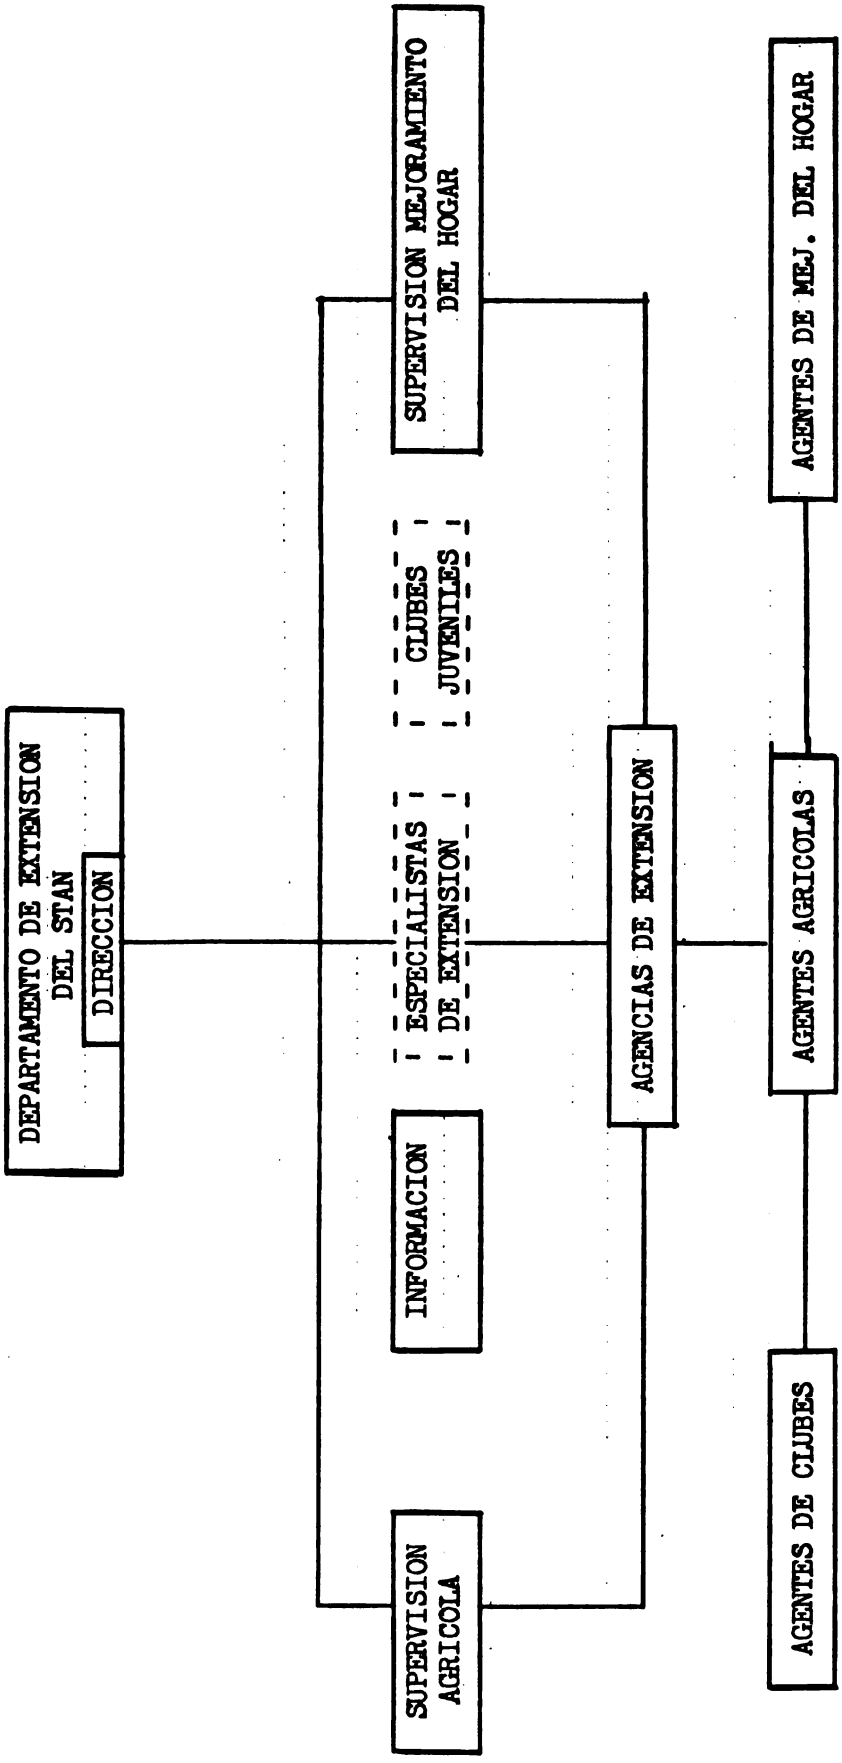 DEPARTAMENTO DE EXTENSION
DEL STAN
DIRECCION
SUPERVISION
AGRICOLA
INFORMACION
ESPECIALISTAS
DE EXTENSION
CLUBES
JUVENILES
SUPERVISION MEJORAMIENTO
DEL HOGAR
AGENCIAS DE EXTENSION
AGENTES DE CLUBES
AGENTES AGRICOLAS
AGENTES DE MEJ. DEL HOGAR